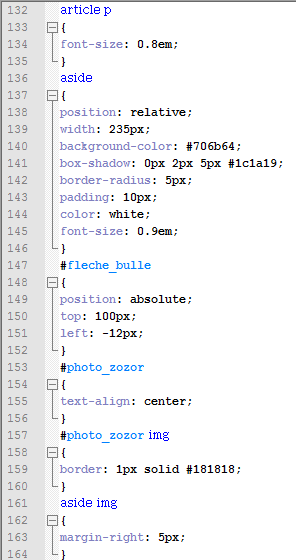 132 article p
133 {
134 font-size: 0.8em;
135 }
136 aside
137 {
138 position: relative;
139 width: 235px;
140 background-color: #706b64;
141 box-shadow: 0px 2px 5px #1c1a19;
142 border-radius: 5px;
143 padding: 10px;
144 color: white;
145 font-size: 0.9em;
146 }
147 #fleche_bulle
148 {
149 position: absolute;
150 top: 100px;
151 left: -12px;
152 }
153 #photo_zozor
154 {
155 text-align: center;
156 }
157 #photo_zozor img
158 {
159 border: 1px solid #181818;
160 }
161 aside img
162 {
163 margin-right: 5px;
164 }